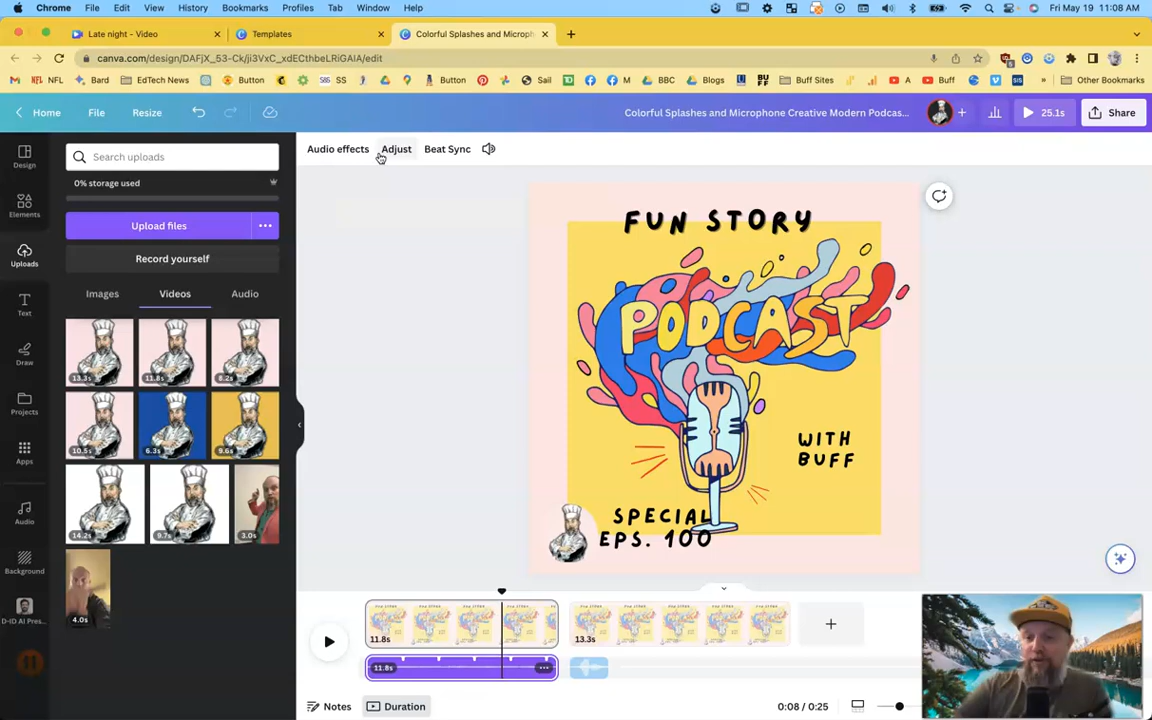 Chrome File Edit View History Bookmarks Profiles Tab Window Help Fri May 19 11:08 AM
Late night - Video Templates Colorful Splashes and Microph
canva.com/design/DAFjX_53-Ck/ji3VxC_xdECthbeLRiGAIA/edit
NFL Bard EdTech News Button SS Button M Sail BBC Blogs Buff Sites A Buff Other Bookmarks
Home File Resize Colorful Splashes and Microphone Creative Modern Podcas... 25.1s Share
Design
Elements
Uploads
Text
Draw
Projects
Apps
Audio
Background
D-ID AI Pres...
Search uploads
0% storage used
Upload files
Record yourself
Images Videos Audio
13.3s 11.8s 8.2s
10.5s 6.3s 9.6s
14.2s 9.7s 3.0s
4.0s
Audio effects Adjust Beat Sync
FUN STORY
PODCAST
WITH
BUFF
SPECIAL
EPS. 100
11.8s 13.3s
11.8s
Notes Duration 0:08 / 0:25